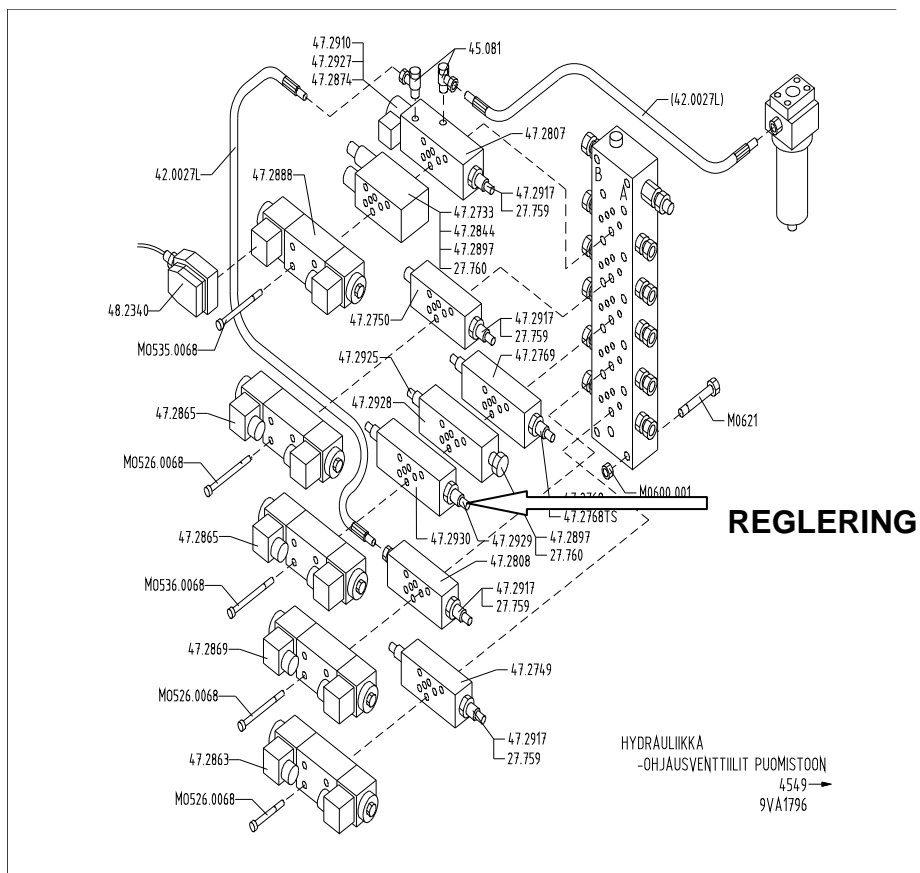 47.2910
47.2927
47.2874
45.081
(42.0027L)
47.2807
42.0027L
47.2888
B
A
47.2917
27.759
47.2733
47.2844
47.2897
27.760
48.2340
47.2750
47.2917
27.759
M0535.0068
47.2925
47.2769
47.2865
47.2928
M0621
M0526.0068
M0600.001
47.2768TS
REGLERING
47.2865
47.2930
47.2929
47.2897
27.760
47.2808
M0536.0068
47.2917
27.759
47.2869
47.2749
M0526.0068
47.2917
27.759
47.2863
HYDRAULIIKKA
-OHJAUSVENTTIILIT PUOMISTOON
4549
9VA1796
M0526.0068